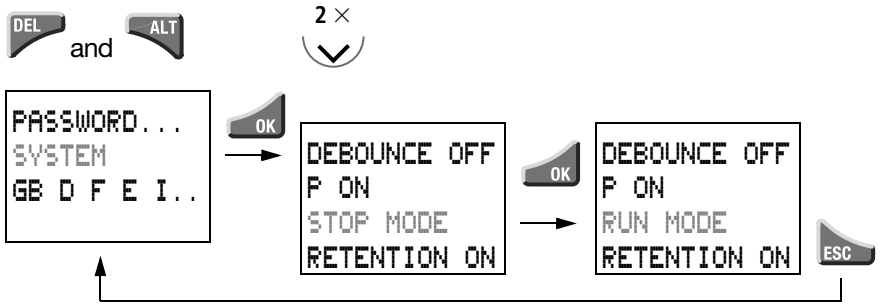 DEL and ALT
2 ×
PASSWORD...
SYSTEM
GB D F E I..
OK
DEBOUNCE OFF
P ON
STOP MODE
RETENTION ON
OK
DEBOUNCE OFF
P ON
RUN MODE
RETENTION ON
ESC